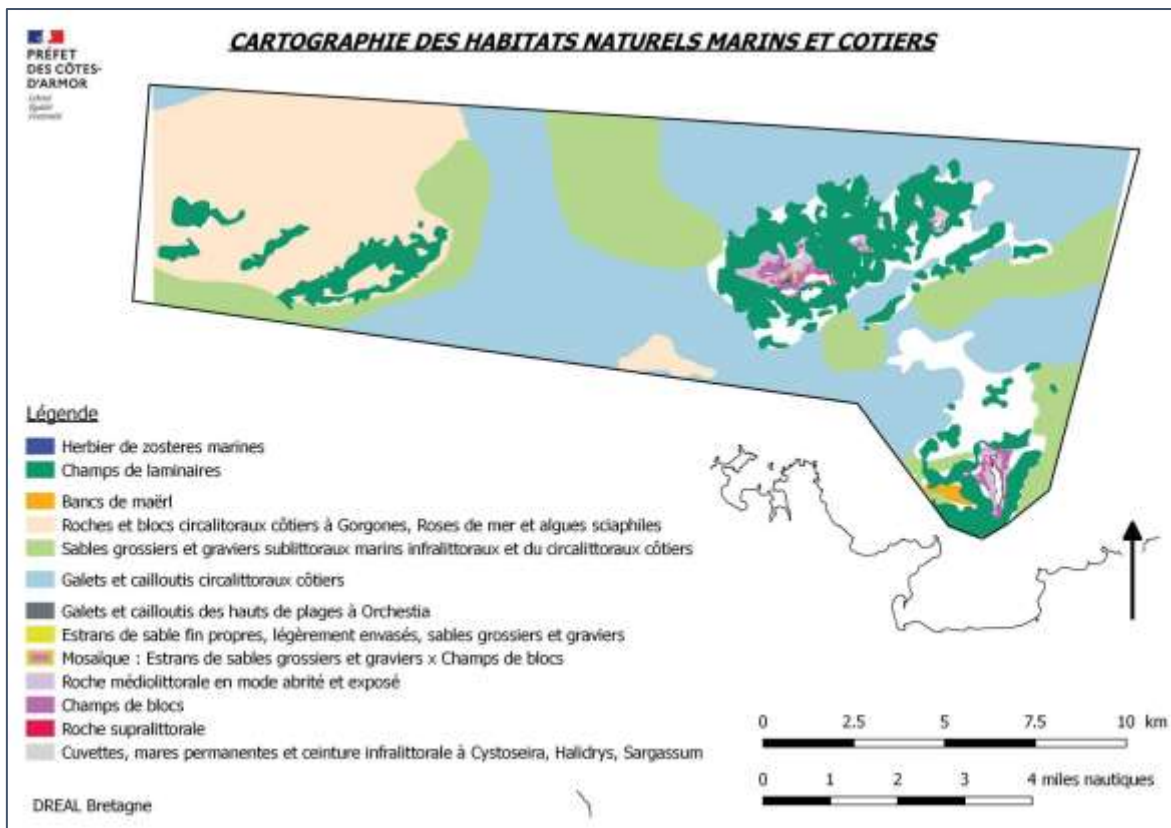 PRÉFET
DES CÔTES-
D'ARMOR
Liberté
Égalité
Fraternité
CARTOGRAPHIE DES HABITATS NATURELS MARINS ET COTIERS
Légende
Herbier de zosteres marines
Champs de laminaires
Bancs de maërl
Roches et blocs circalitoraux côtiers à Gorgones, Roses de mer et algues sciaphiles
Sables grossiers et graviers sublittoraux marins infralittoraux et du circalittoraux côtiers
Galets et cailloutis circalittoraux côtiers
Galets et cailloutis des hauts de plages à Orchestia
Estrans de sable fin propres, légèrement envasés, sables grossiers et graviers
Mosaïque : Estrans de sables grossiers et graviers x Champs de blocs
Roche médiolittorale en mode abrité et exposé
Champs de blocs
Roche supralittorale
Cuvettes, mares permanentes et ceinture infralittorale à Cystoseira, Halidrys, Sargassum
0 2.5 5 7.5 10 km
0 1 2 3 4 miles nautiques
DREAL Bretagne